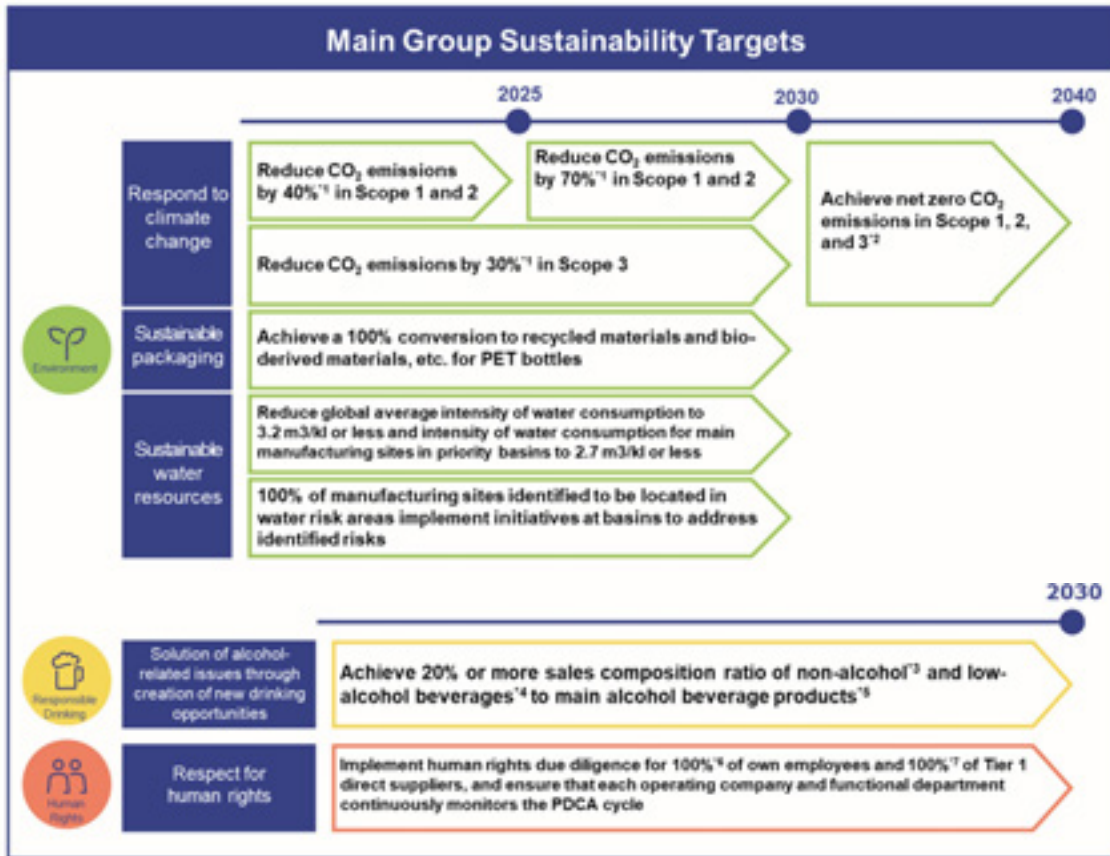 Main Group Sustainability Targets
2025
2030
2040
Respond to
climate
change
Reduce CO₂ emissions
by 40%*1 in Scope 1 and 2
Reduce CO₂ emissions
by 70%*1 in Scope 1 and 2
Achieve net zero CO₂
emissions in Scope 1, 2,
and 3*2
Reduce CO₂ emissions by 30%*1 in Scope 3
Environment
Sustainable
packaging
Achieve a 100% conversion to recycled materials and bio-
derived materials, etc. for PET bottles
Sustainable
water
resources
Reduce global average intensity of water consumption to
3.2 m3/kl or less and intensity of water consumption for main
manufacturing sites in priority basins to 2.7 m3/kl or less
100% of manufacturing sites identified to be located in
water risk areas implement initiatives at basins to address
identified risks
2030
Responsible
Drinking
Solution of alcohol-
related issues through
creation of new drinking
opportunities
Achieve 20% or more sales composition ratio of non-alcohol*3 and low-
alcohol beverages*4 to main alcohol beverage products*5
Human
Rights
Respect for
human rights
Implement human rights due diligence for 100%*6 of own employees and 100%*7 of Tier 1
direct suppliers, and ensure that each operating company and functional department
continuously monitors the PDCA cycle